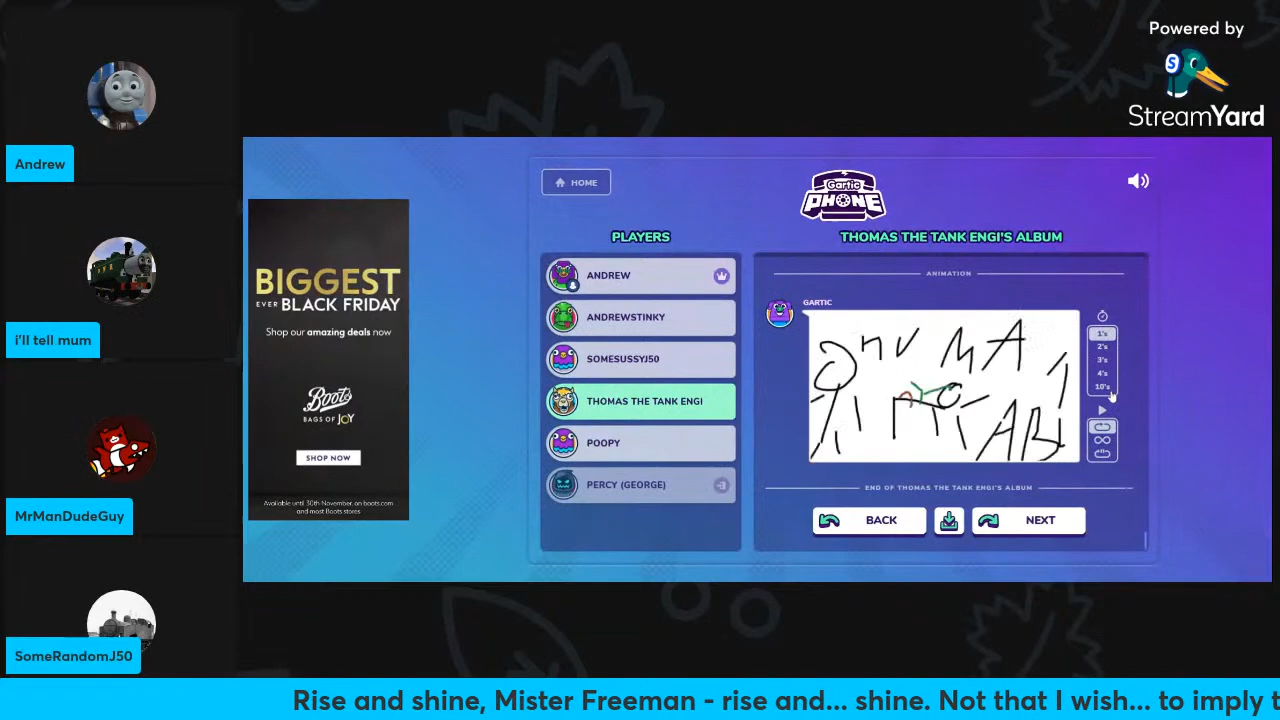 Powered by
StreamYard
Andrew
i'll tell mum
MrManDudeGuy
SomeRandomJ50
BIGGEST
EVER BLACK FRIDAY
Shop our amazing deals now
Boots
BAGS OF JOY
SHOP NOW
Available until 30th November, on boots.com
and most Boots stores
HOME
Gartic
PHONE
PLAYERS
ANDREW
ANDREWSTINKY
SOMESUSSYJ50
THOMAS THE TANK ENGI
POOPY
PERCY (GEORGE)
THOMAS THE TANK ENGI'S ALBUM
ANIMATION
GARTIC
1's
2's
3's
4's
10's
END OF THOMAS THE TANK ENGI'S ALBUM
BACK
NEXT
Rise and shine, Mister Freeman - rise and... shine. Not that I wish... to imply t